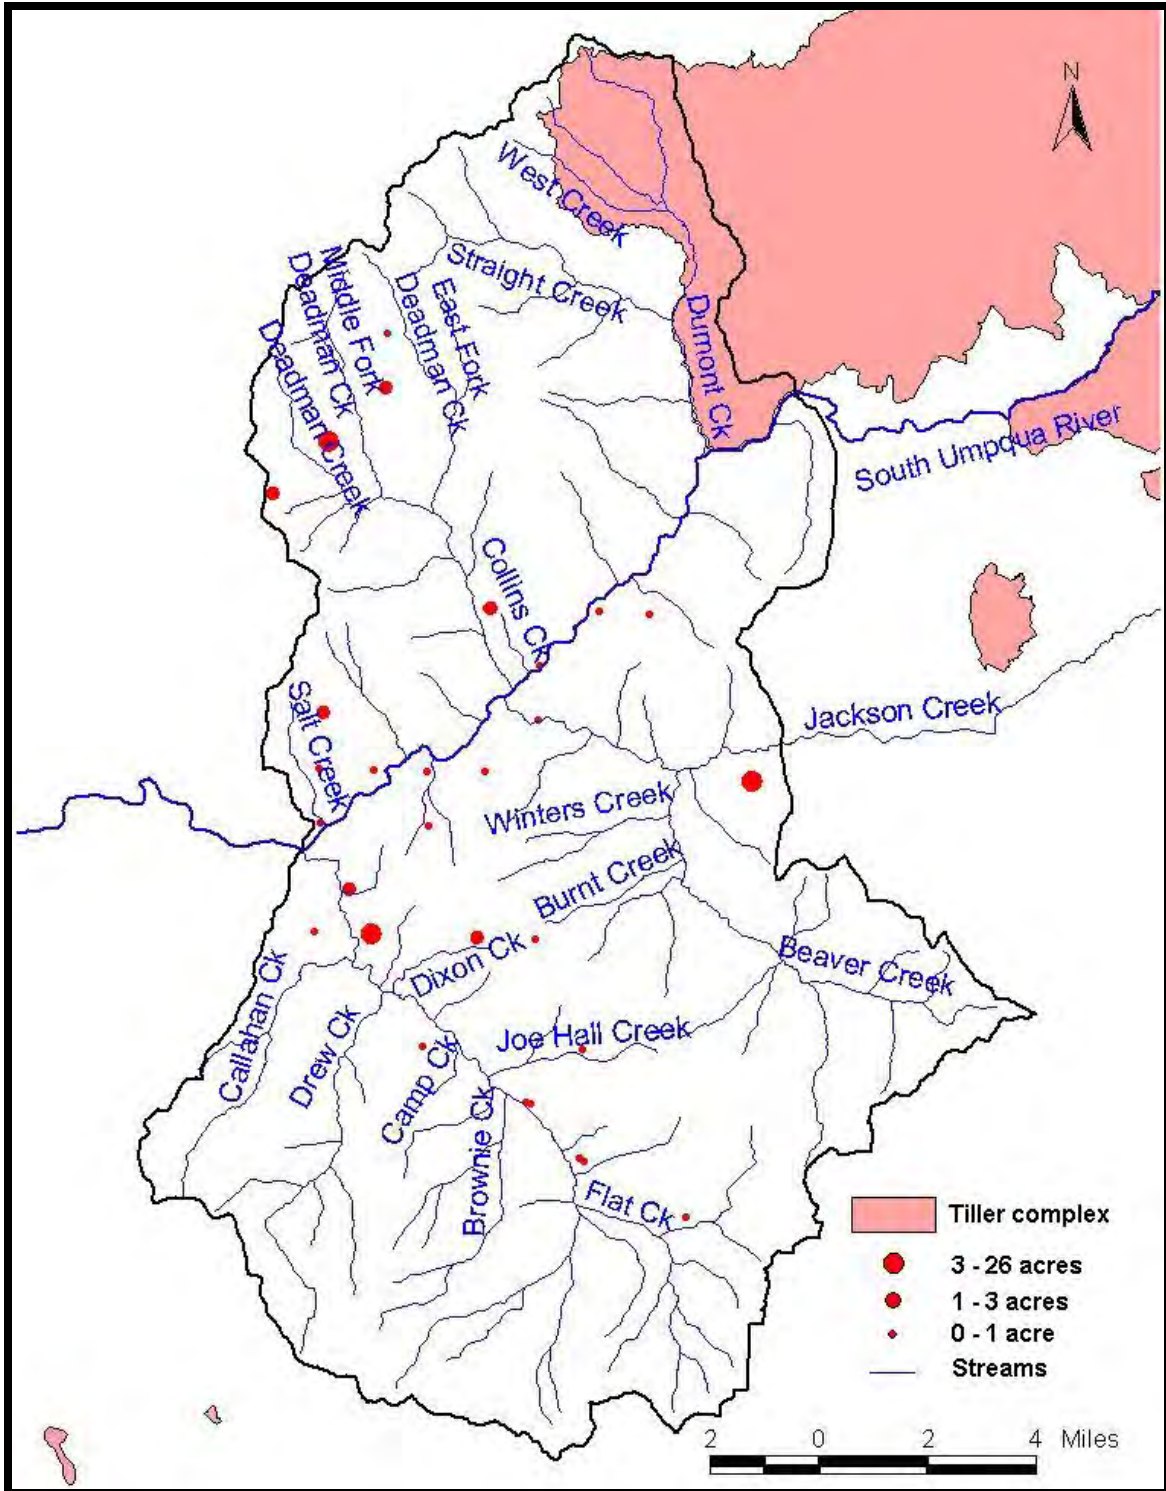 N
West Creek
Straight Creek
Middle Fork
Deadman Ck
East Fork
Deadman Ck
Deadman Creek
Dumont Ck
South Umpqua River
Collins Ck
Salt Creek
Jackson Creek
Winters Creek
Burnt Creek
Dixon Ck
Beaver Creek
Callahan Ck
Drew Ck
Camp Ck
Joe Hall Creek
Brownie Ck
Flat Ck
Tiller complex
3 - 26 acres
1 - 3 acres
0 - 1 acre
Streams
2 0 2 4 Miles